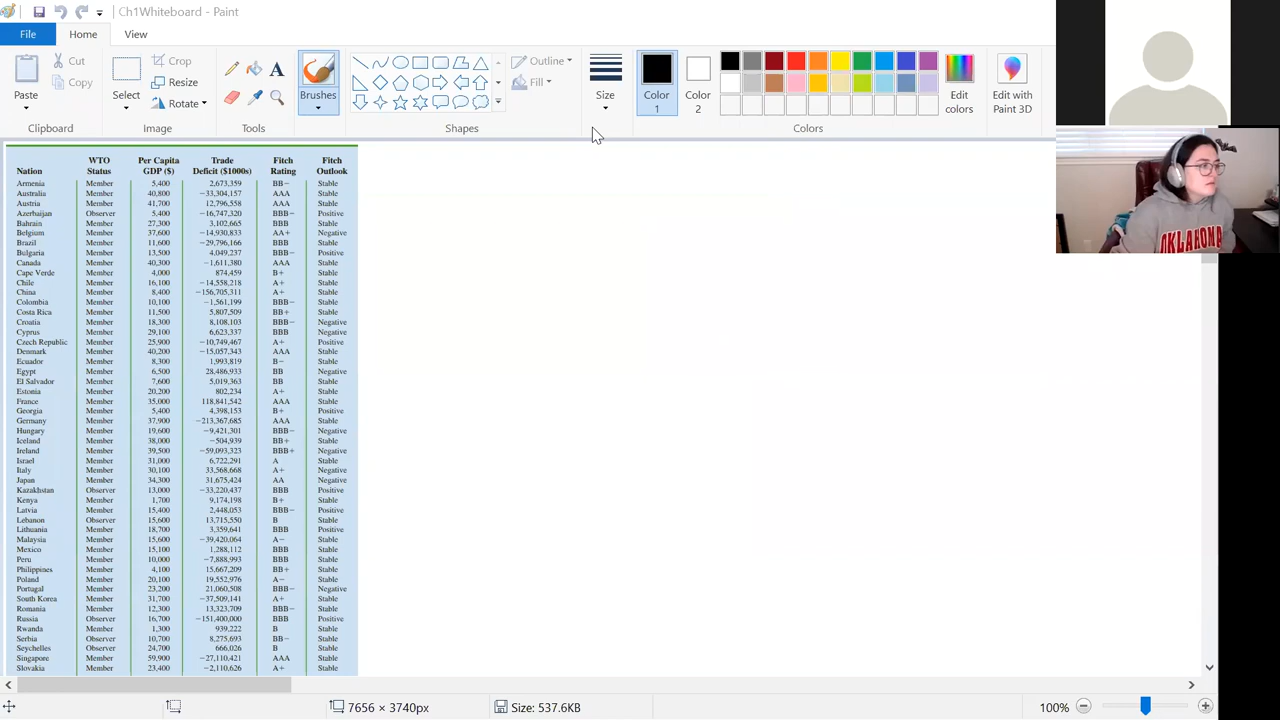 Ch1Whiteboard - Paint
File Home View
Paste Cut Copy Clipboard
Select Crop Resize Rotate Image
Tools
Brushes
Outline Fill Shapes
Size
Color 1 Color 2 Edit colors Colors
Edit with Paint 3D
Nation WTO Status Per Capita GDP ($) Trade Deficit ($1000s) Fitch Rating Fitch Outlook
Armenia Member 5,400 2,673,359 BB− Stable
Australia Member 40,800 −33,304,157 AAA Stable
Austria Member 41,700 12,796,558 AAA Stable
Azerbaijan Observer 5,400 −16,747,320 BBB− Positive
Bahrain Member 27,300 3,102,665 BBB Stable
Belgium Member 37,600 −14,930,833 AA+ Negative
Brazil Member 11,600 −29,796,166 BBB Stable
Bulgaria Member 13,500 4,049,237 BBB− Positive
Canada Member 40,300 −1,611,380 AAA Stable
Cape Verde Member 4,000 874,459 B+ Stable
Chile Member 16,100 −14,558,218 A+ Stable
China Member 8,400 −156,705,311 A+ Stable
Colombia Member 10,100 −1,561,199 BBB− Stable
Costa Rica Member 11,500 5,807,509 BB+ Stable
Croatia Member 18,300 8,108,103 BBB− Negative
Cyprus Member 29,100 6,623,337 BBB Negative
Czech Republic Member 25,900 −10,749,467 A+ Positive
Denmark Member 40,200 −15,057,343 AAA Stable
Ecuador Member 8,300 1,993,819 B− Stable
Egypt Member 6,500 28,486,933 BB Negative
El Salvador Member 7,600 5,019,363 BB Stable
Estonia Member 20,200 802,234 A+ Stable
France Member 35,000 118,841,542 AAA Stable
Georgia Member 5,400 4,398,153 B+ Positive
Germany Member 37,900 −213,367,685 AAA Stable
Hungary Member 19,600 −9,421,301 BBB− Negative
Iceland Member 38,000 −504,939 BB+ Stable
Ireland Member 39,500 −59,093,323 BBB+ Negative
Israel Member 31,000 6,722,291 A Stable
Italy Member 30,100 33,568,668 A+ Negative
Japan Member 34,300 31,675,424 AA Negative
Kazakhstan Observer 13,000 −33,220,437 BBB Positive
Kenya Member 1,700 9,174,198 B+ Stable
Latvia Member 15,400 2,448,053 BBB− Positive
Lebanon Observer 15,600 13,715,550 B Stable
Lithuania Member 18,700 3,359,641 BBB Positive
Malaysia Member 15,600 −39,420,064 A− Stable
Mexico Member 15,100 1,288,112 BBB Stable
Peru Member 10,000 −7,888,993 BBB Stable
Philippines Member 4,100 15,667,209 BB+ Stable
Poland Member 20,100 19,552,976 A− Stable
Portugal Member 23,200 21,060,508 BBB− Negative
South Korea Member 31,700 −37,509,141 A+ Stable
Romania Member 12,300 13,323,709 BBB− Stable
Russia Observer 16,700 −151,400,000 BBB Positive
Rwanda Member 1,300 939,222 B Stable
Serbia Observer 10,700 8,275,693 BB− Stable
Seychelles Observer 24,700 666,026 B Stable
Singapore Member 59,900 −27,110,421 AAA Stable
Slovakia Member 23,400 −2,110,626 A+ Stable
OKLAHOMA
7656 × 3740px Size: 537.6KB 100%